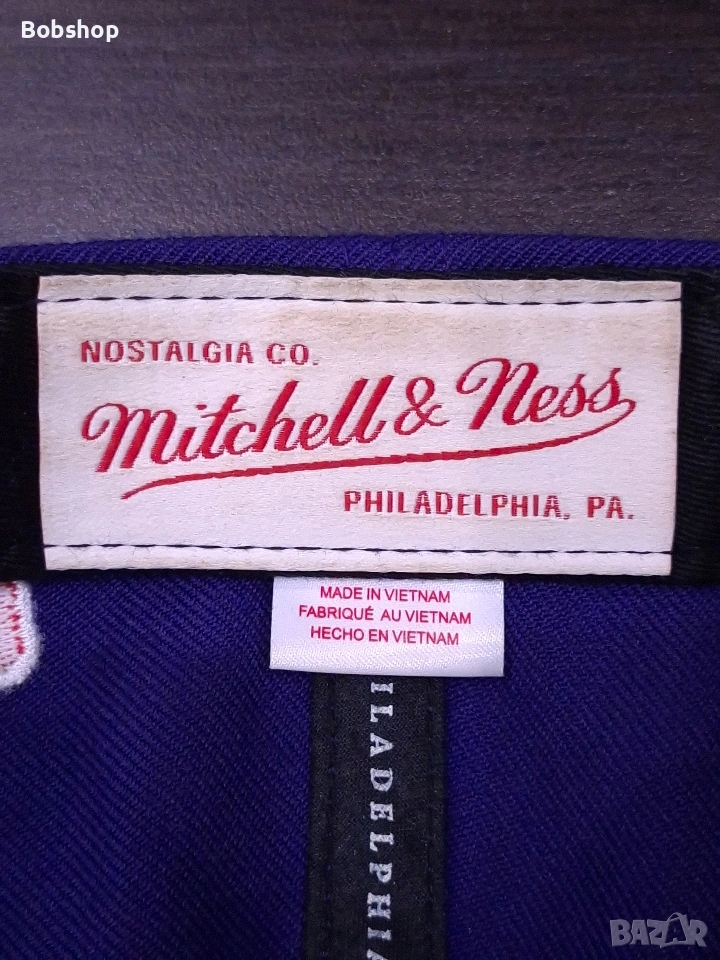 Bobshop
NOSTALGIA CO.
Mitchell & Ness
PHILADELPHIA, PA.
MADE IN VIETNAM
FABRIQUÉ AU VIETNAM
HECHO EN VIETNAM
ILADELPHIA
BAZAR